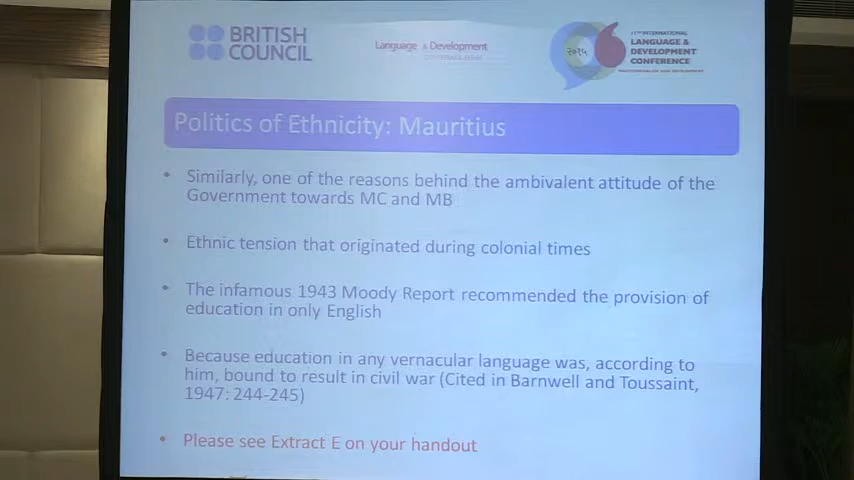 BRITISH
COUNCIL
Language & Development
11TH INTERNATIONAL
LANGUAGE &
DEVELOPMENT
CONFERENCE
२०१५
Politics of Ethnicity: Mauritius
• Similarly, one of the reasons behind the ambivalent attitude of the
Government towards MC and MB
• Ethnic tension that originated during colonial times
• The infamous 1943 Moody Report recommended the provision of
education in only English
• Because education in any vernacular language was, according to
him, bound to result in civil war (Cited in Barnwell and Toussaint,
1947: 244-245)
• Please see Extract E on your handout